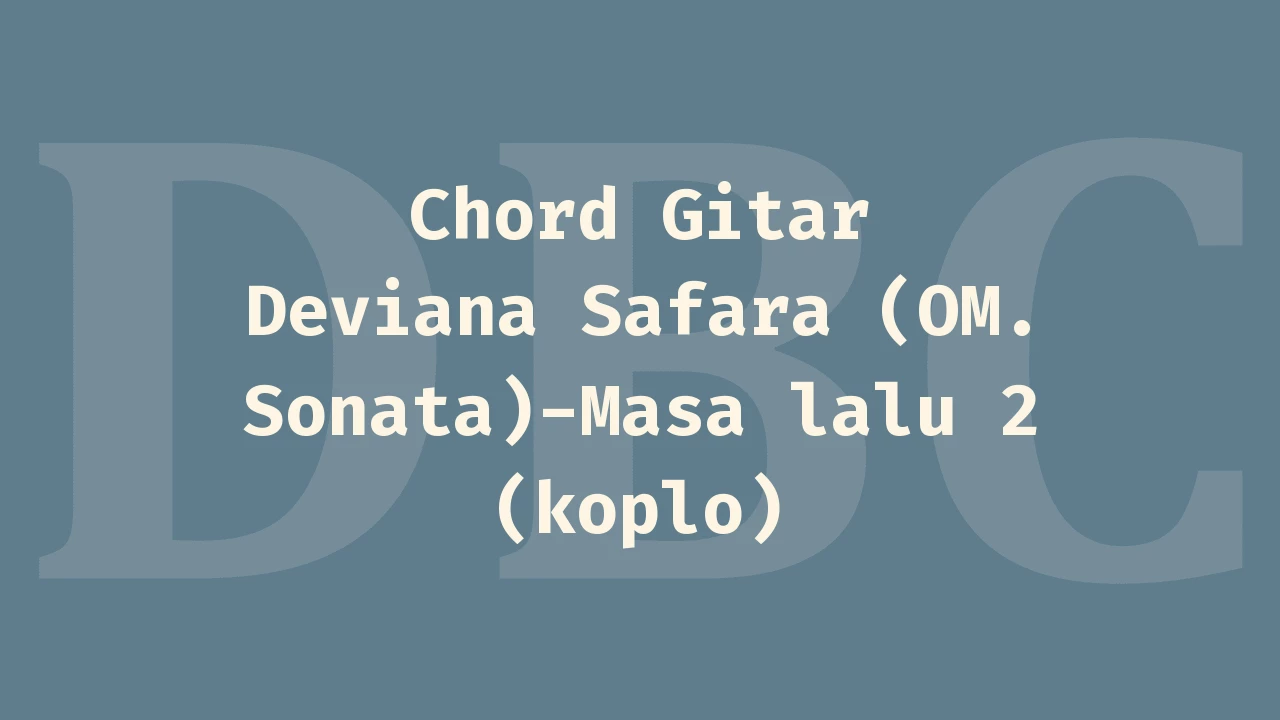 DBC
Chord Gitar
Deviana Safara (OM.
Sonata)-Masa lalu 2
(koplo)